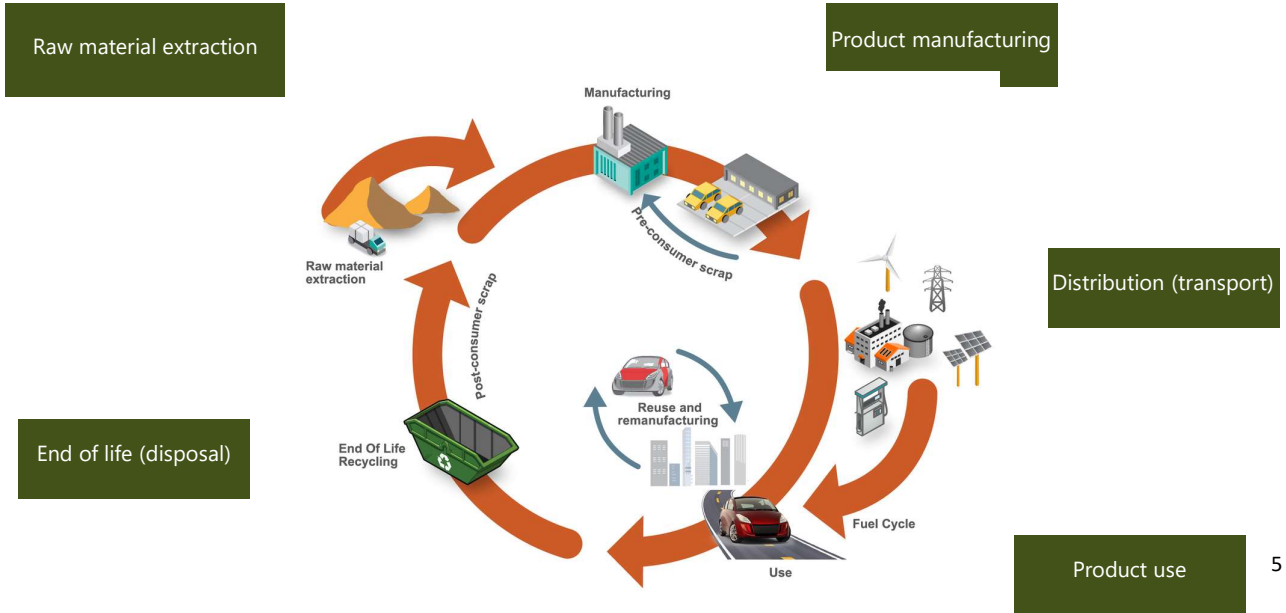 Raw material extraction
Product manufacturing
Manufacturing
Pre-consumer scrap
Raw material
extraction
Distribution (transport)
Post-consumer scrap
Reuse and
remanufacturing
End of life (disposal)
End Of Life
Recycling
Fuel Cycle
Use
Product use
5